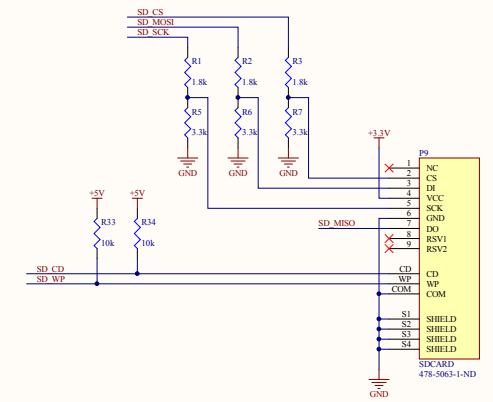 SD_CS
SD_MOSI
SD_SCK
R1 R2 R3
1.8k 1.8k 1.8k
R5 R6 R7
3.3k 3.3k 3.3k
GND GND GND
+3.3V
P9
1 NC
2 CS
3 DI
4 VCC
5 SCK
6 GND
SD_MISO 7 DO
8 RSV1
9 RSV2
+5V +5V
R33 R34
10k 10k
SD_CD CD CD
SD_WP WP WP
COM COM
S1 SHIELD
S2 SHIELD
S3 SHIELD
S4 SHIELD
SDCARD
478-5063-1-ND
GND